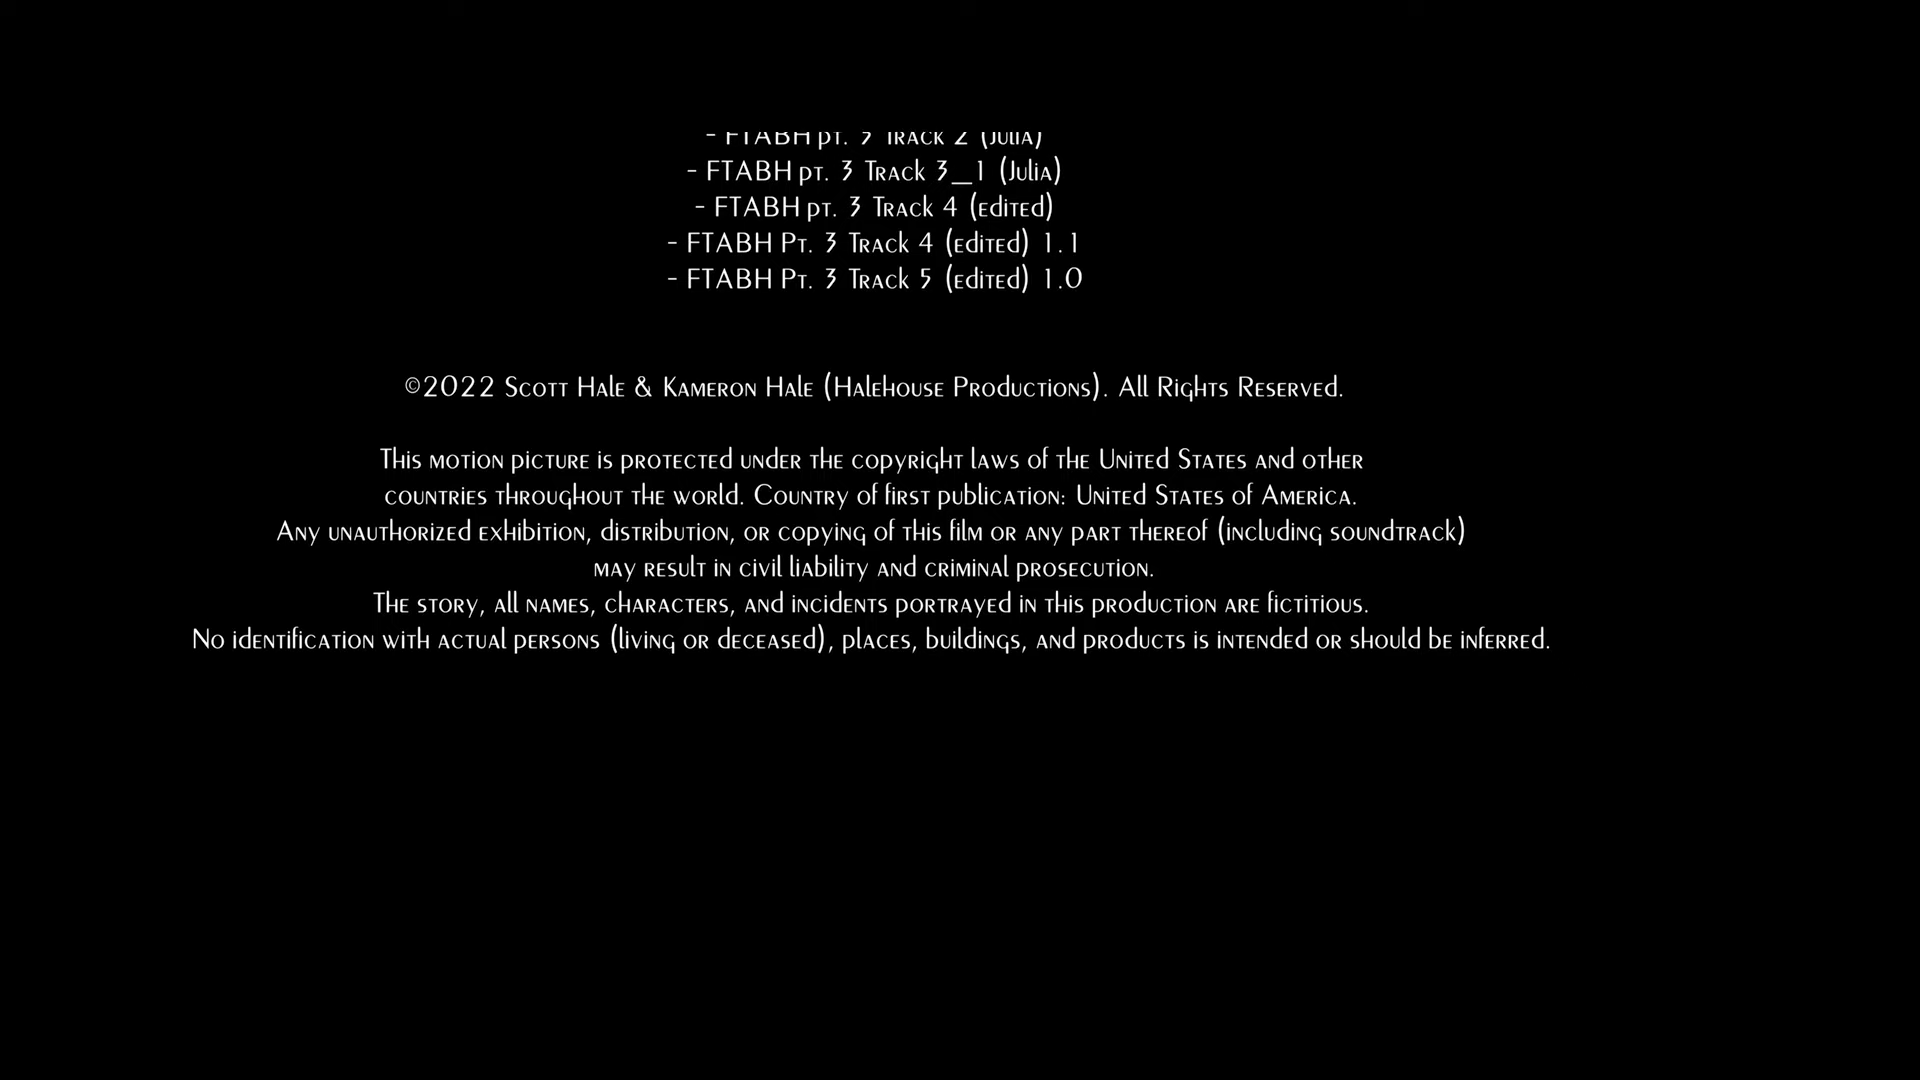 - FTABH pt. 3 Track 2 (Julia)
- FTABH pt. 3 Track 3_1 (Julia)
- FTABH pt. 3 Track 4 (edited)
- FTABH Pt. 3 Track 4 (edited) 1.1
- FTABH Pt. 3 Track 5 (edited) 1.0
©2022 Scott Hale & Kameron Hale (Halehouse Productions). All Rights Reserved.
This motion picture is protected under the copyright laws of the United States and other
countries throughout the world. Country of first publication: United States of America.
Any unauthorized exhibition, distribution, or copying of this film or any part thereof (including soundtrack)
may result in civil liability and criminal prosecution.
The story, all names, characters, and incidents portrayed in this production are fictitious.
No identification with actual persons (living or deceased), places, buildings, and products is intended or should be inferred.